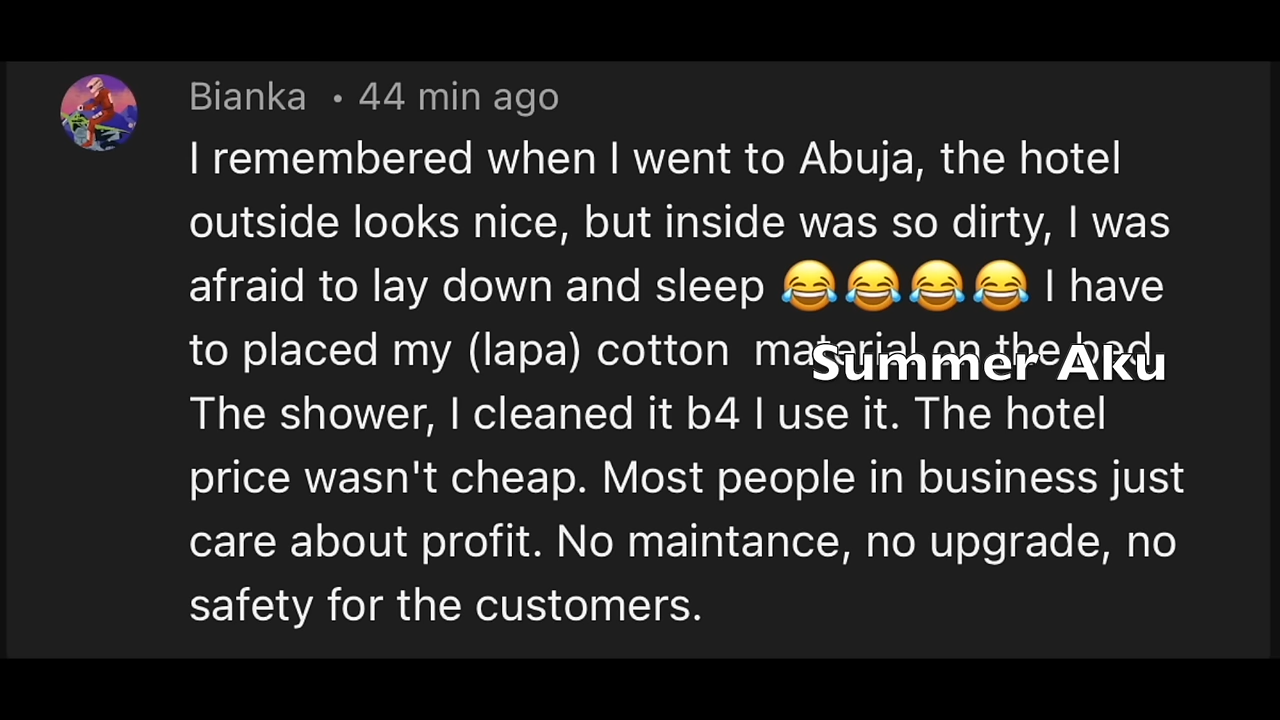 Bianka • 44 min ago
I remembered when I went to Abuja, the hotel
outside looks nice, but inside was so dirty, I was
afraid to lay down and sleep 😂😂😂😂 I have
to placed my (lapa) cotton material on the bed
Summer Aku
The shower, I cleaned it b4 I use it. The hotel
price wasn't cheap. Most people in business just
care about profit. No maintance, no upgrade, no
safety for the customers.